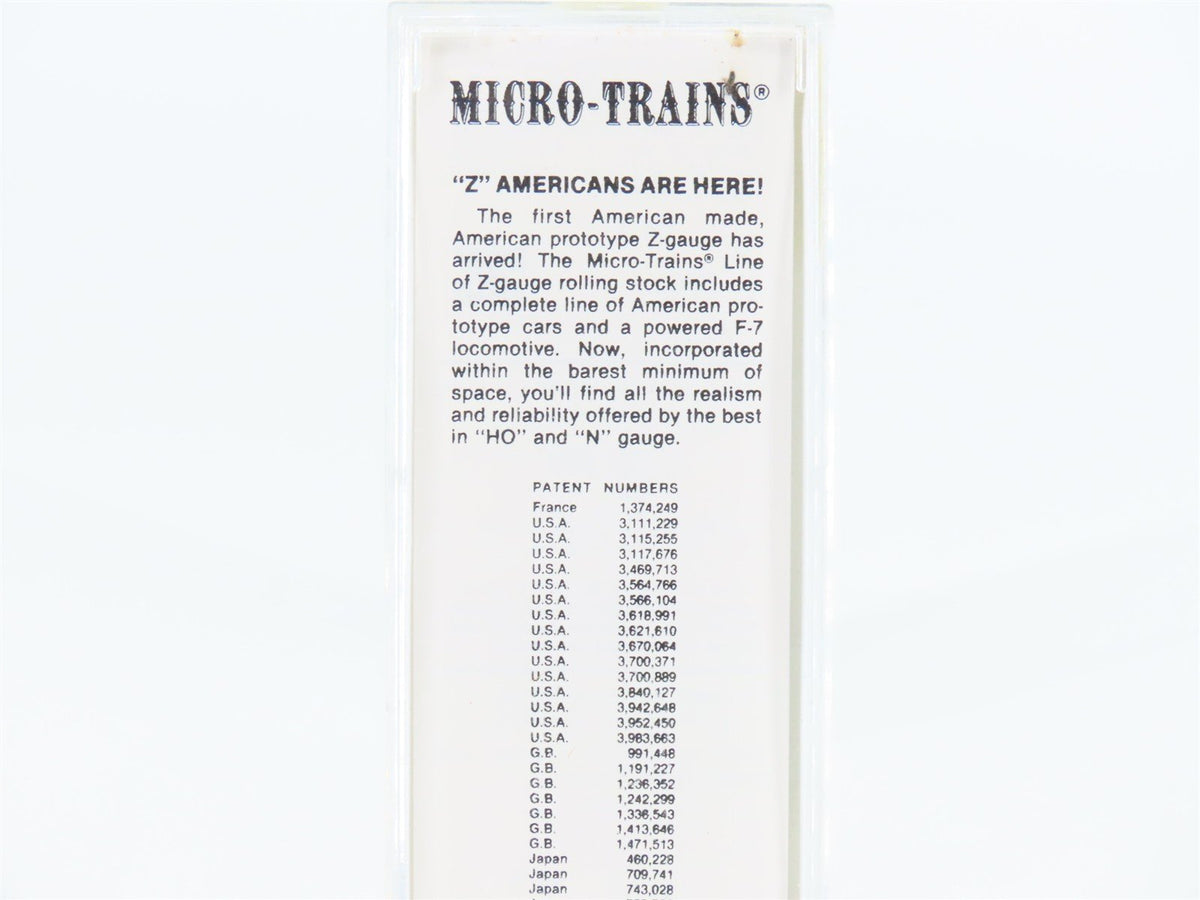 MICRO-TRAINS®
"Z" AMERICANS ARE HERE!
The first American made,
American prototype Z-gauge has
arrived! The Micro-Trains® Line
of Z-gauge rolling stock includes
a complete line of American pro-
totype cars and a powered F-7
locomotive. Now, incorporated
within the barest minimum of
space, you'll find all the realism
and reliability offered by the best
in "HO" and "N" gauge.
PATENT NUMBERS
France 1,374,249
U.S.A. 3,111,229
U.S.A. 3,115,255
U.S.A. 3,117,676
U.S.A. 3,469,713
U.S.A. 3,564,766
U.S.A. 3,566,104
U.S.A. 3,618,991
U.S.A. 3,621,610
U.S.A. 3,670,064
U.S.A. 3,700,371
U.S.A. 3,700,889
U.S.A. 3,840,127
U.S.A. 3,942,648
U.S.A. 3,952,450
U.S.A. 3,983,663
G.B. 991,448
G.B. 1,191,227
G.B. 1,236,352
G.B. 1,242,299
G.B. 1,336,543
G.B. 1,413,646
G.B. 1,471,513
Japan 460,228
Japan 709,741
Japan 743,028